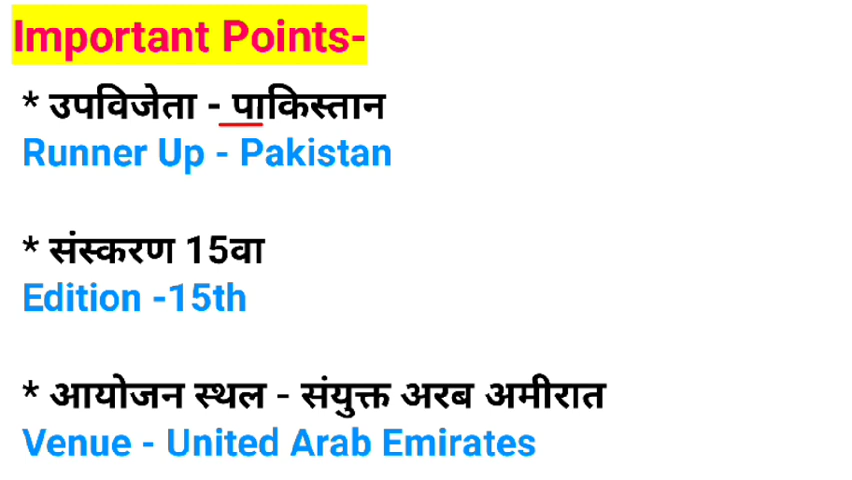 Important Points-
* उपविजेता - पाकिस्तान
Runner Up - Pakistan
* संस्करण 15वा
Edition -15th
* आयोजन स्थल - संयुक्त अरब अमीरात
Venue - United Arab Emirates